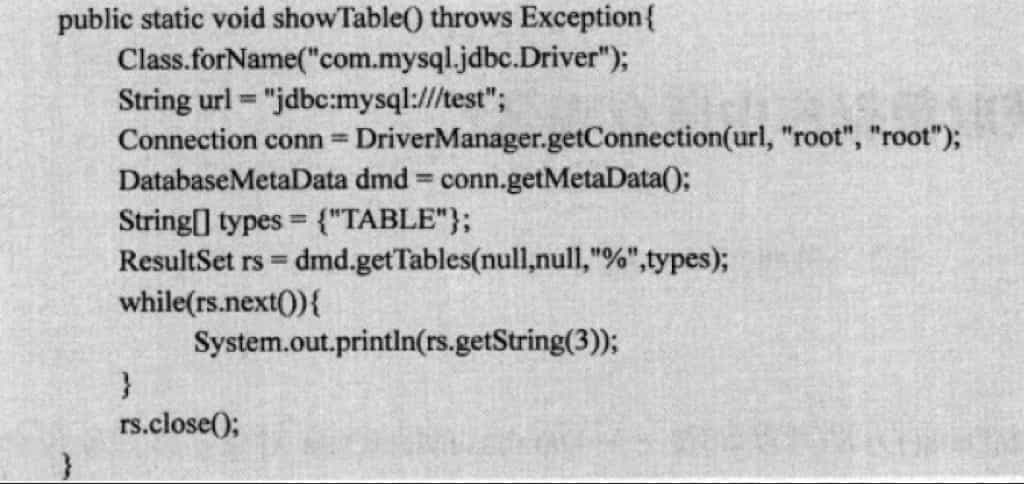 public static void showTable() throws Exception{
Class.forName("com.mysql.jdbc.Driver");
String url = "jdbc:mysql:///test";
Connection conn = DriverManager.getConnection(url, "root", "root");
DatabaseMetaData dmd = conn.getMetaData();
String[] types = {"TABLE"};
ResultSet rs = dmd.getTables(null,null,"%",types);
while(rs.next()){
System.out.println(rs.getString(3));
}
rs.close();
}